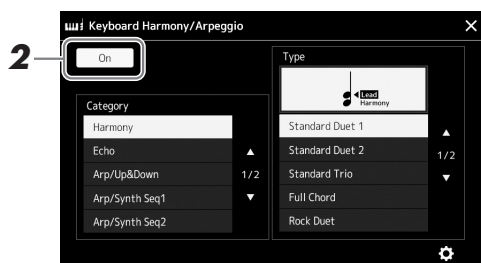 Keyboard Harmony/Arpeggio
2
On
Category
Harmony
Echo
Arp/Up&Down
Arp/Synth Seq1
Arp/Synth Seq2
1/2
Type
Lead
Harmony
Standard Duet 1
Standard Duet 2
Standard Trio
Full Chord
Rock Duet
1/2